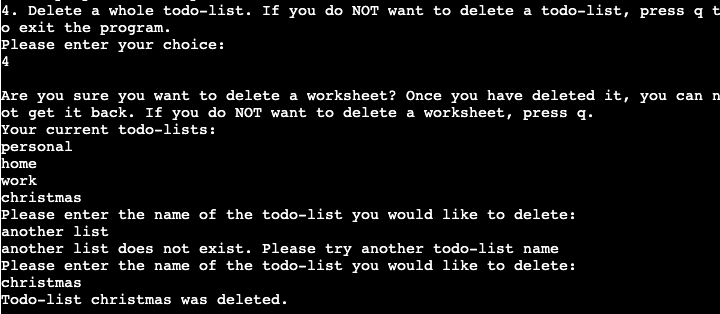 4. Delete a whole todo-list. If you do NOT want to delete a todo-list, press q t
o exit the program.
Please enter your choice:
4
Are you sure you want to delete a worksheet? Once you have deleted it, you can n
ot get it back. If you do NOT want to delete a worksheet, press q.
Your current todo-lists:
personal
home
work
christmas
Please enter the name of the todo-list you would like to delete:
another list
another list does not exist. Please try another todo-list name
Please enter the name of the todo-list you would like to delete:
christmas
Todo-list christmas was deleted.